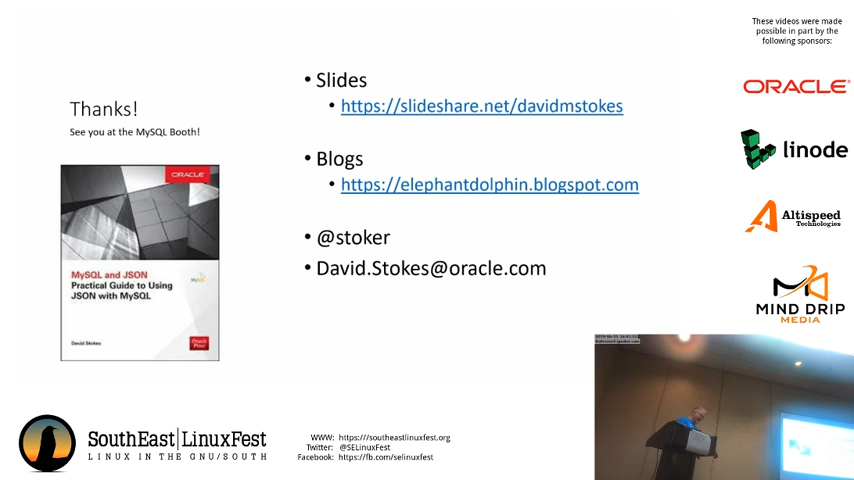 These videos were made
possible in part by the
following sponsors:
ORACLE
linode
Altispeed
Technologies
MIND DRIP
MEDIA
Thanks!
See you at the MySQL Booth!
ORACLE
MySQL and JSON
Practical Guide to Using
JSON with MySQL
David Stokes
Oracle
Press
• Slides
• https://slideshare.net/davidmstokes
• Blogs
• https://elephantdolphin.blogspot.com
• @stoker
• David.Stokes@oracle.com
SouthEast|LinuxFest
LINUX IN THE GNU/SOUTH
WWW: https:///southeastlinuxfest.org
Twitter: @SELinuxFest
Facebook: https://fb.com/selinuxfest